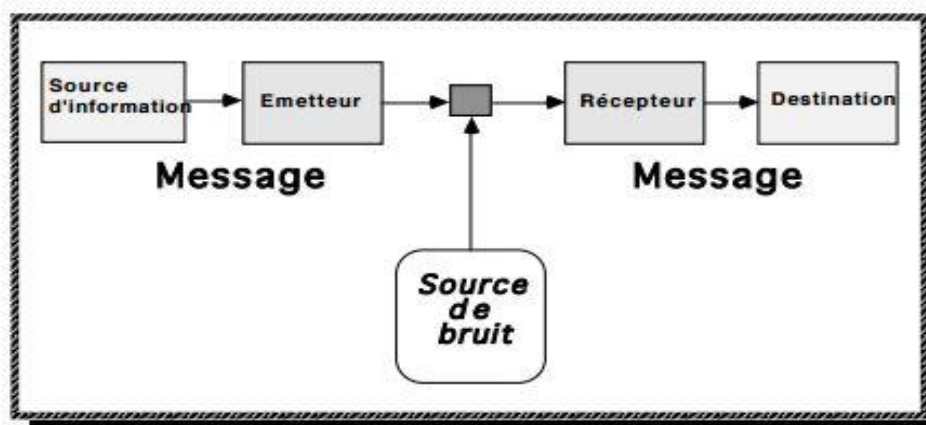 Source
d'information
Emetteur
Récepteur
Destination
Message
Message
Source
de
bruit